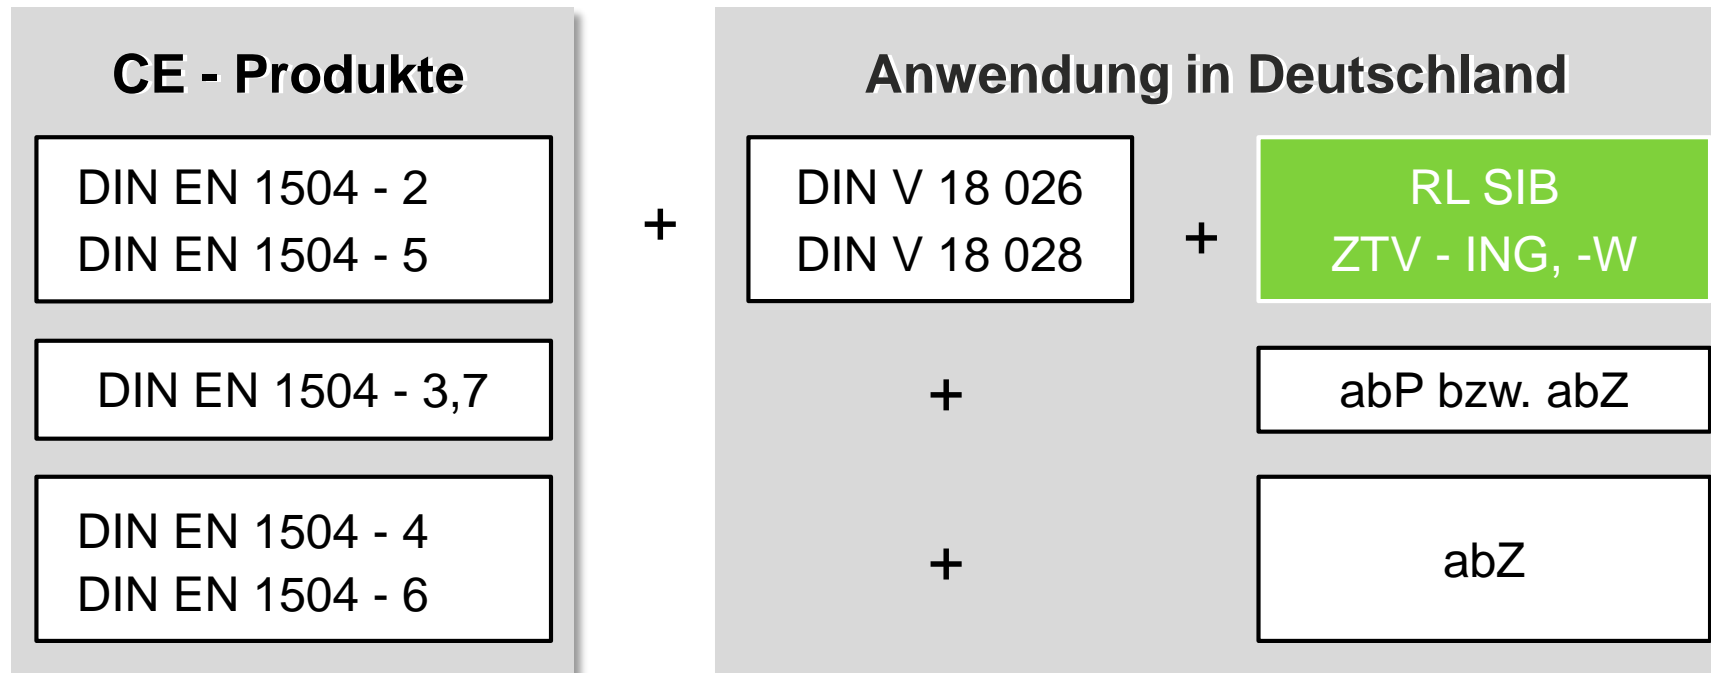 CE - Produkte
Anwendung in Deutschland
DIN EN 1504 - 2
DIN EN 1504 - 5
+
DIN V 18 026
DIN V 18 028
+
RL SIB
ZTV - ING, -W
DIN EN 1504 - 3,7
+
abP bzw. abZ
DIN EN 1504 - 4
DIN EN 1504 - 6
+
abZ